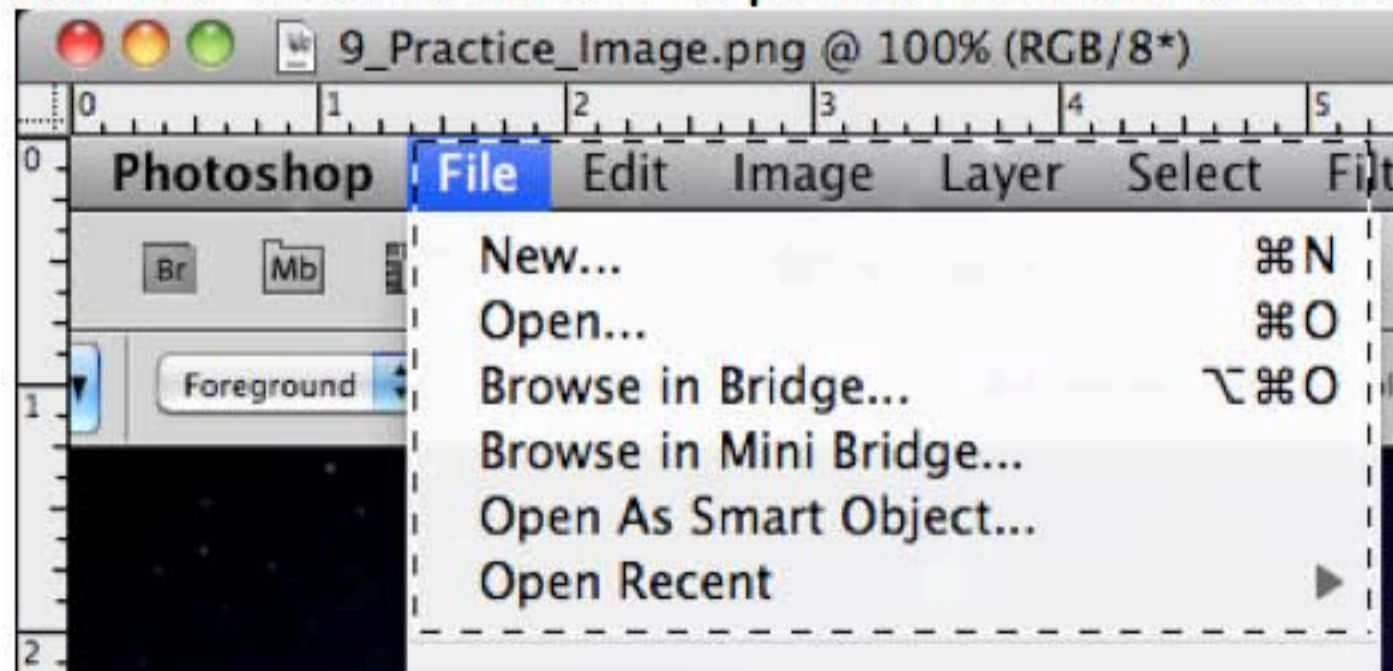 9_Practice_Image.png @ 100% (RGB/8*)
0 1 2 3 4 5
0
Photoshop File Edit Image Layer Select Filt
Br Mb
New... ⌘N
Open... ⌘O
Foreground
1
Browse in Bridge... ⌥⌘O
Browse in Mini Bridge...
Open As Smart Object...
Open Recent
2